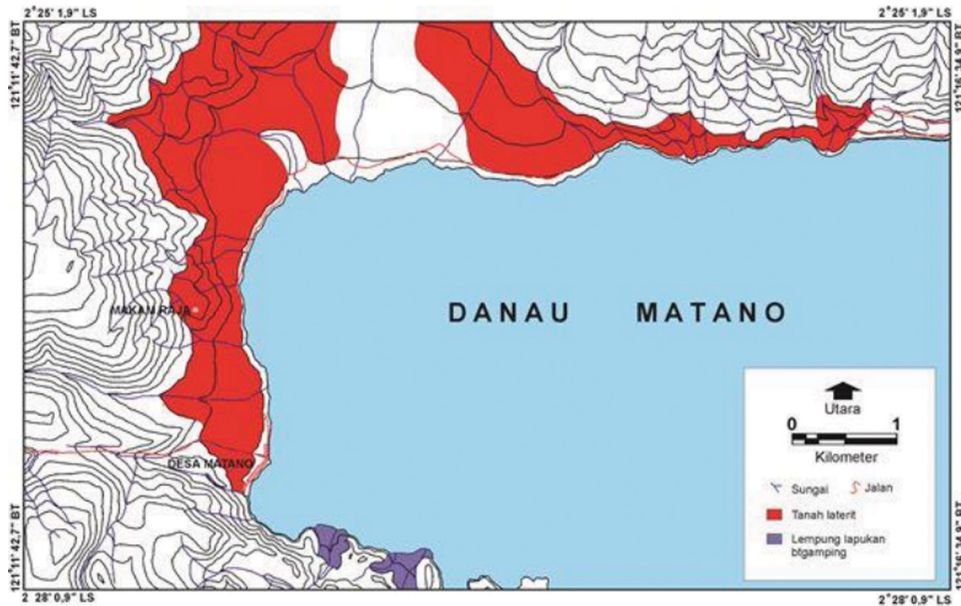 2° 25' 1,9" LS
2° 25' 1,9" LS
121° 11' 42,7" BT
121° 16' 34,9" BT
MAKAM RAJA
DANAU MATANO
DESA MATANO
Utara
0 1
Kilometer
Sungai Jalan
Tanah laterit
Lempung lapukan
btgamping
121° 11' 42,7" BT
121° 16' 34,9" BT
2° 28' 0,9" LS
2° 28' 0,9" LS